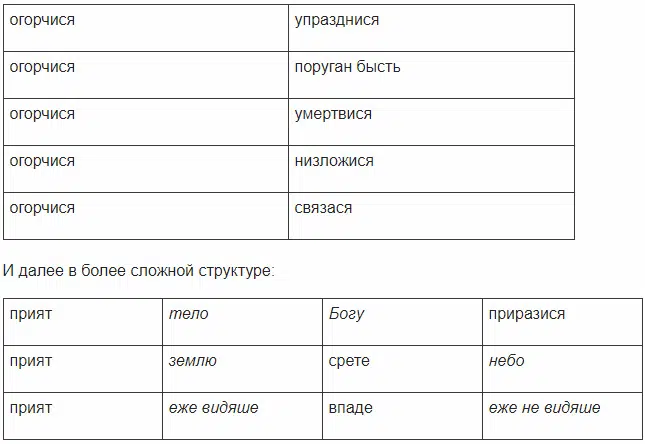 огорчися упразднися
огорчися поруган бысть
огорчися умертвися
огорчися низложися
огорчися связася
И далее в более сложной структуре:
прият тело Богу приразися
прият землю срете небо
прият еже видяше впаде еже не видяше